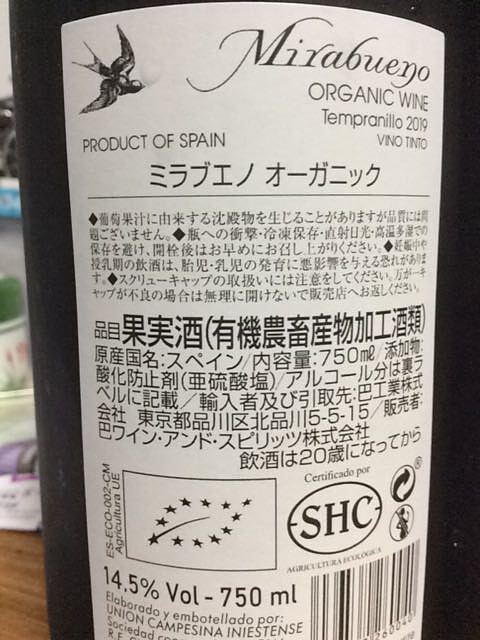 Mirabueno
ORGANIC WINE
Tempranillo 2019
VINO TINTO
PRODUCT OF SPAIN
ミラブエノ オーガニック
◆葡萄果汁に由来する沈殿物を生じることがありますが品質には問
題ございません。◆瓶への衝撃・冷凍保存・直射日光・高温多湿での
保存を避け、開栓後はお早めにお召し上がりください。◆妊娠中や
授乳期の飲酒は、胎児・乳児の発育に悪影響を与える恐れがありま
す。◆スクリューキャップの取扱いには注意をしてください。万が一キ
ャップが不良の場合は無理に開けないで販売店へお返しください。
品目果実酒(有機農畜産物加工酒類)
原産国名:スペイン/内容量:750mℓ/添加物:
酸化防止剤(亜硫酸塩)/アルコール分は裏ラ
ベルに記載/輸入者及び引取先:巴工業株式
会社 東京都品川区北品川5-5-15/販売者:
巴ワイン・アンド・スピリッツ株式会社
飲酒は20歳になってから
ES-ECO-002-CM
Agricultura UE
Certificado por
SHC
AGRICULTURA ECOLÓGICA
®
14.5% Vol - 750 ml
Elaborado y embotellado por:
UNION CAMPESINA INIESTENSE